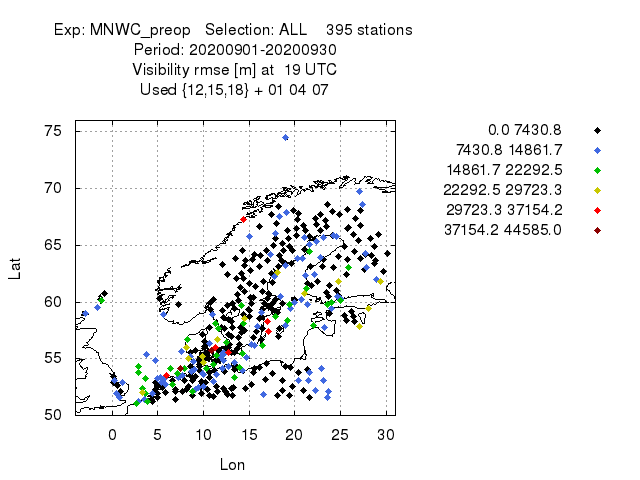 Exp: MNWC_preop Selection: ALL 395 stations
Period: 20200901-20200930
Visibility rmse [m] at 19 UTC
Used {12,15,18} + 01 04 07
75
70
65
60
55
50
Lat
0 5 10 15 20 25 30
Lon
0.0 7430.8
7430.8 14861.7
14861.7 22292.5
22292.5 29723.3
29723.3 37154.2
37154.2 44585.0